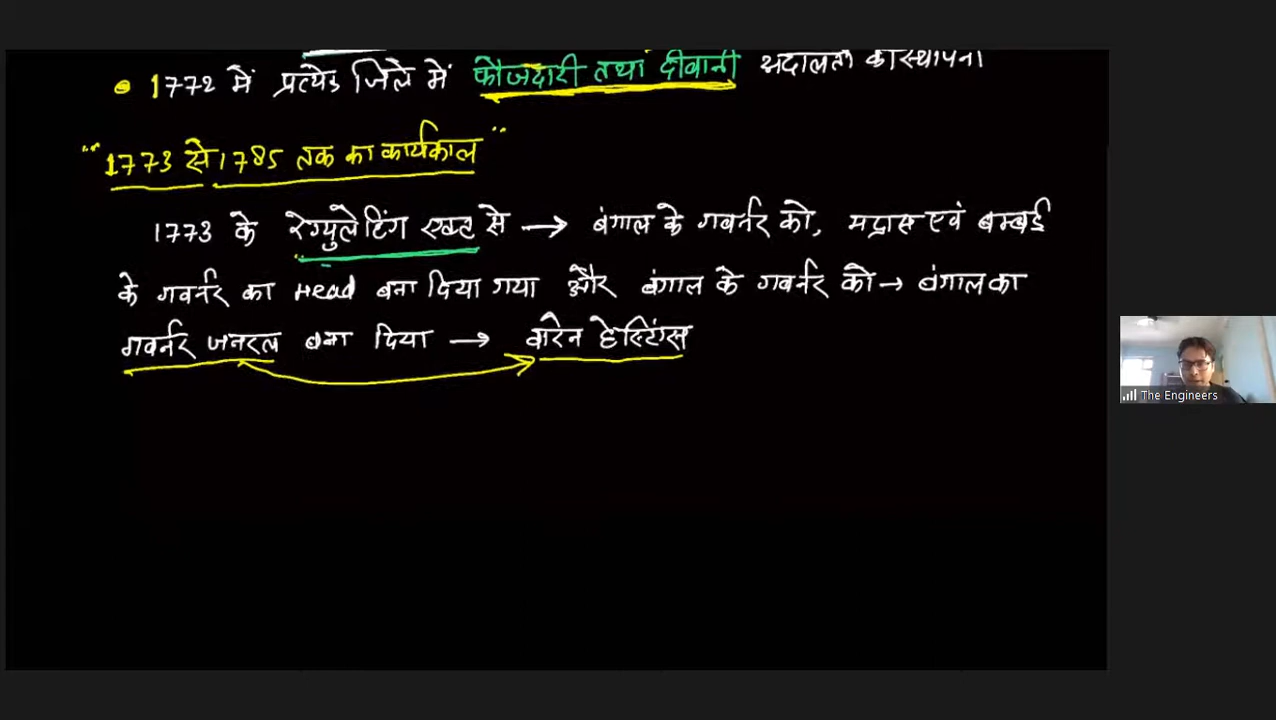 • 1772 में प्रत्येक जिले में फौजदारी तथा दीवानी अदालतो की स्थापना
"1773 से 1785 तक का कार्यकाल"
1773 के रेग्युलेटिंग एक्ट से → बंगाल के गवर्नर को, मद्रास एवं बम्बई
के गवर्नर का Head बना दिया गया और बंगाल के गवर्नर को → बंगाल का
गवर्नर जनरल बना दिया → वारेन हेस्टिंग्स
The Engineers